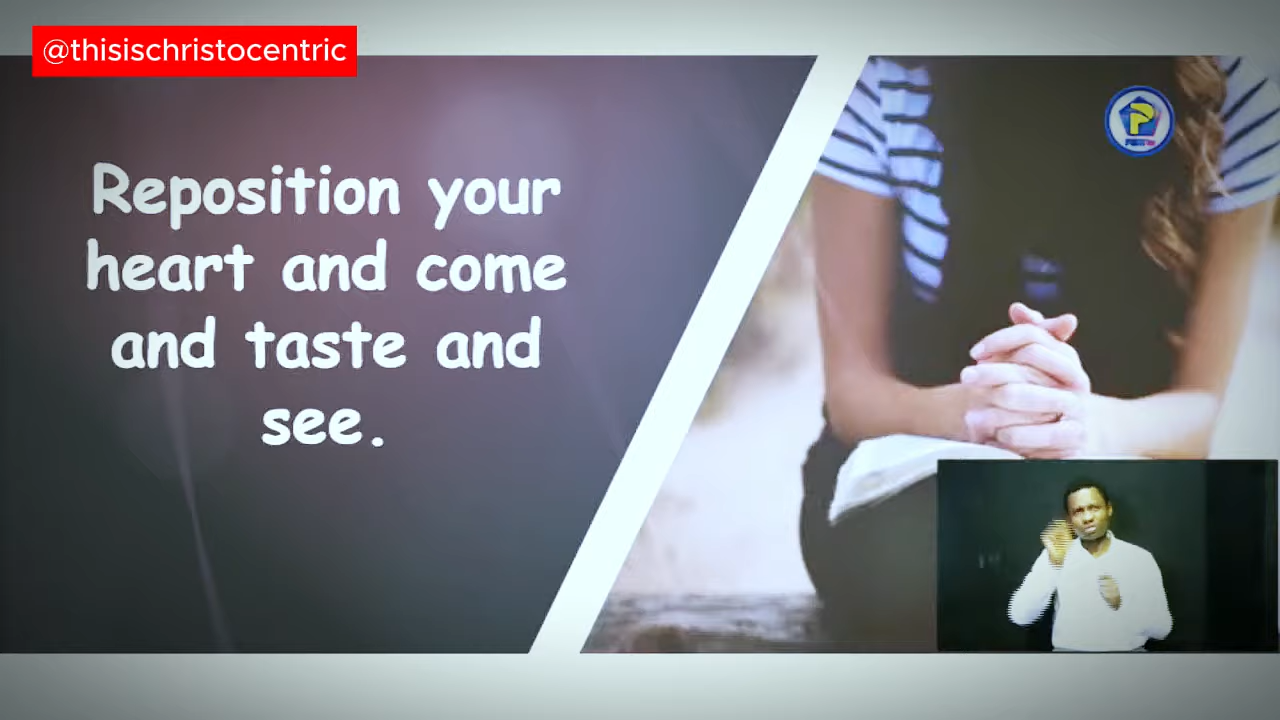 @thisischristocentric
Reposition your
heart and come
and taste and
see.